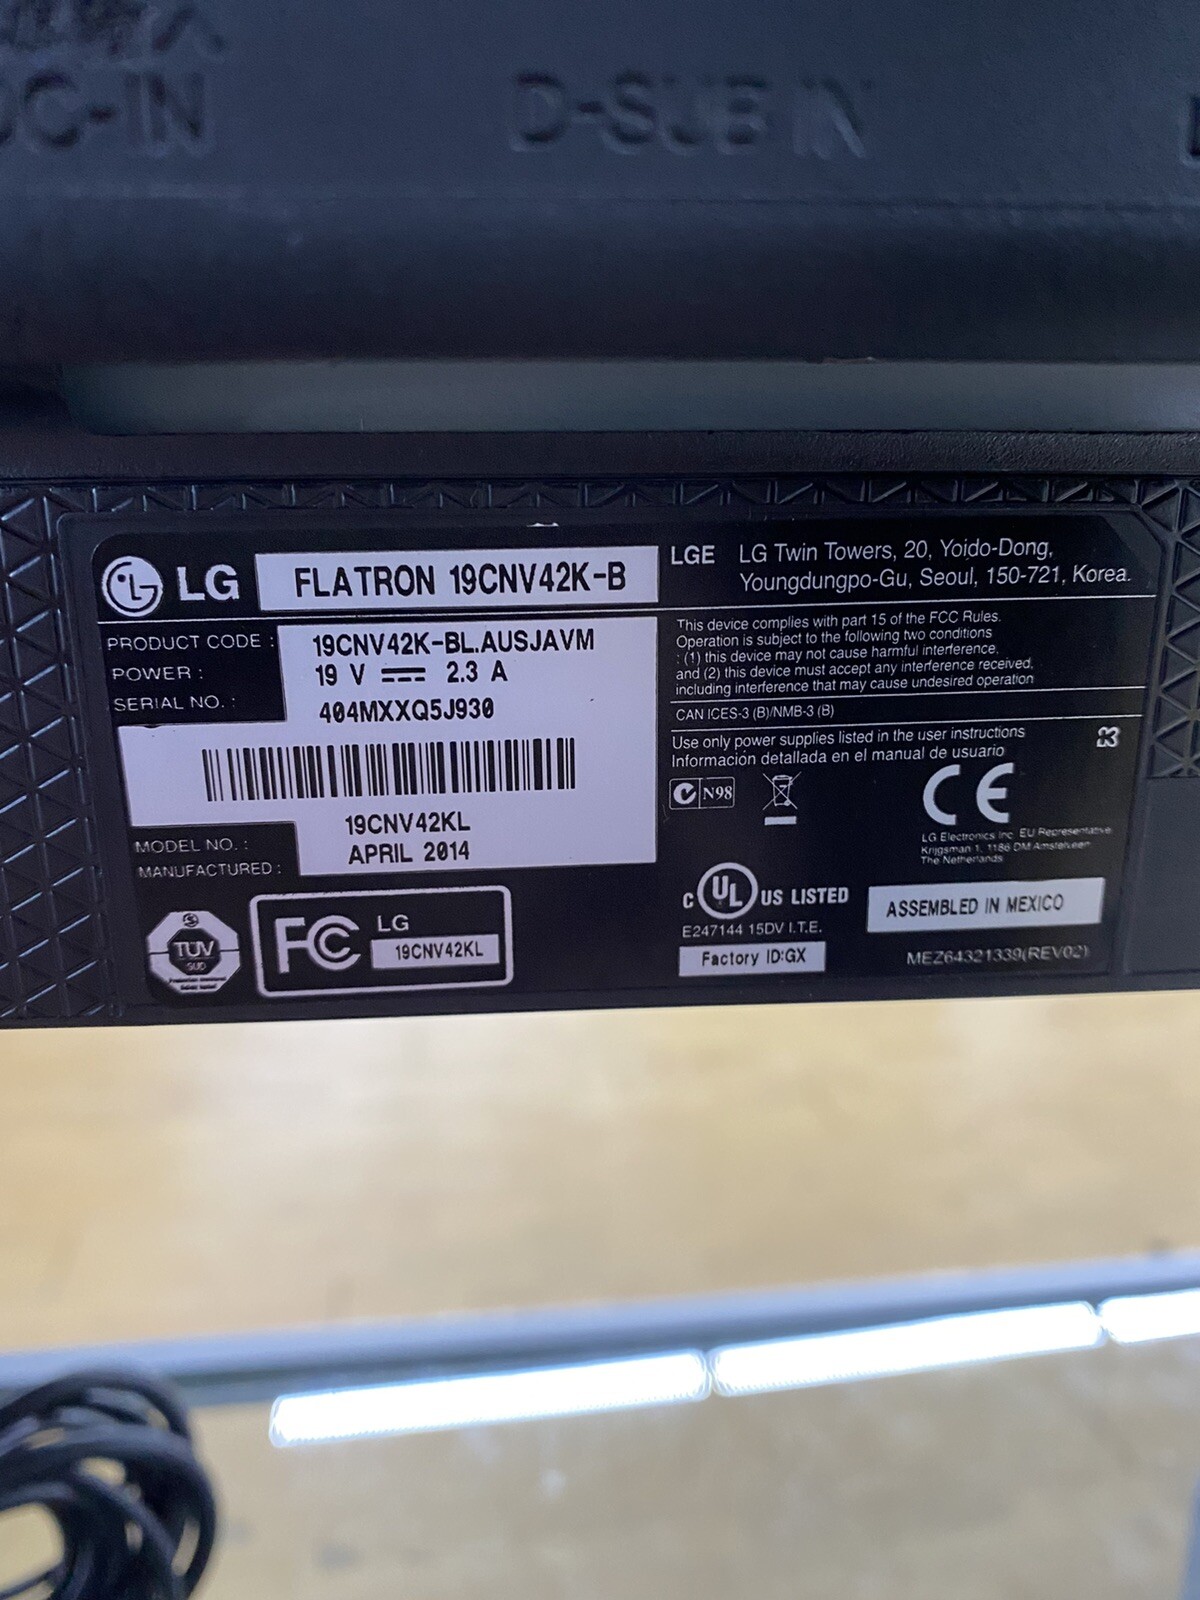 DC-IN
D-SUB IN
LG FLATRON 19CNV42K-B
PRODUCT CODE : 19CNV42K-BL.AUSJAVM
POWER : 19 V 2.3 A
SERIAL NO. : 404MXXQ5J930
MODEL NO. : 19CNV42KL
MANUFACTURED : APRIL 2014
TUV
SUD
FC LG
19CNV42KL
LGE LG Twin Towers, 20, Yoido-Dong,
Youngdungpo-Gu, Seoul, 150-721, Korea.
This device complies with part 15 of the FCC Rules.
Operation is subject to the following two conditions
: (1) this device may not cause harmful interference,
and (2) this device must accept any interference received,
including interference that may cause undesired operation
CAN ICES-3 (B)/NMB-3 (B)
Use only power supplies listed in the user instructions
Información detallada en el manual de usuario
N98
CE
LG Electronics Inc. EU Representative
Krijgsman 1, 1186 DM Amstelveen
The Netherlands
C UL US LISTED
E247144 15DV I.T.E.
Factory ID:GX
ASSEMBLED IN MEXICO
MEZ64321339(REV02)